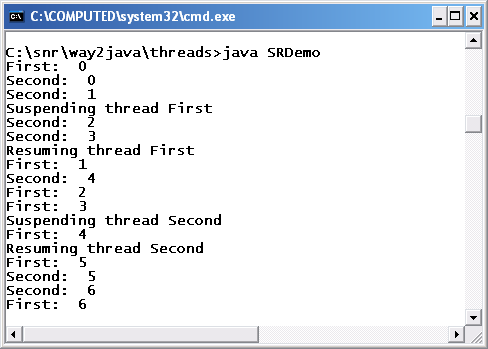 C:\COMPUTED\system32\cmd.exe
C:\snr\way2java\threads>java SRDemo
First:  0
Second:  0
Second:  1
Suspending thread First
Second:  2
Second:  3
Resuming thread First
First:  1
Second:  4
First:  2
First:  3
Suspending thread Second
First:  4
Resuming thread Second
First:  5
Second:  5
Second:  6
First:  6